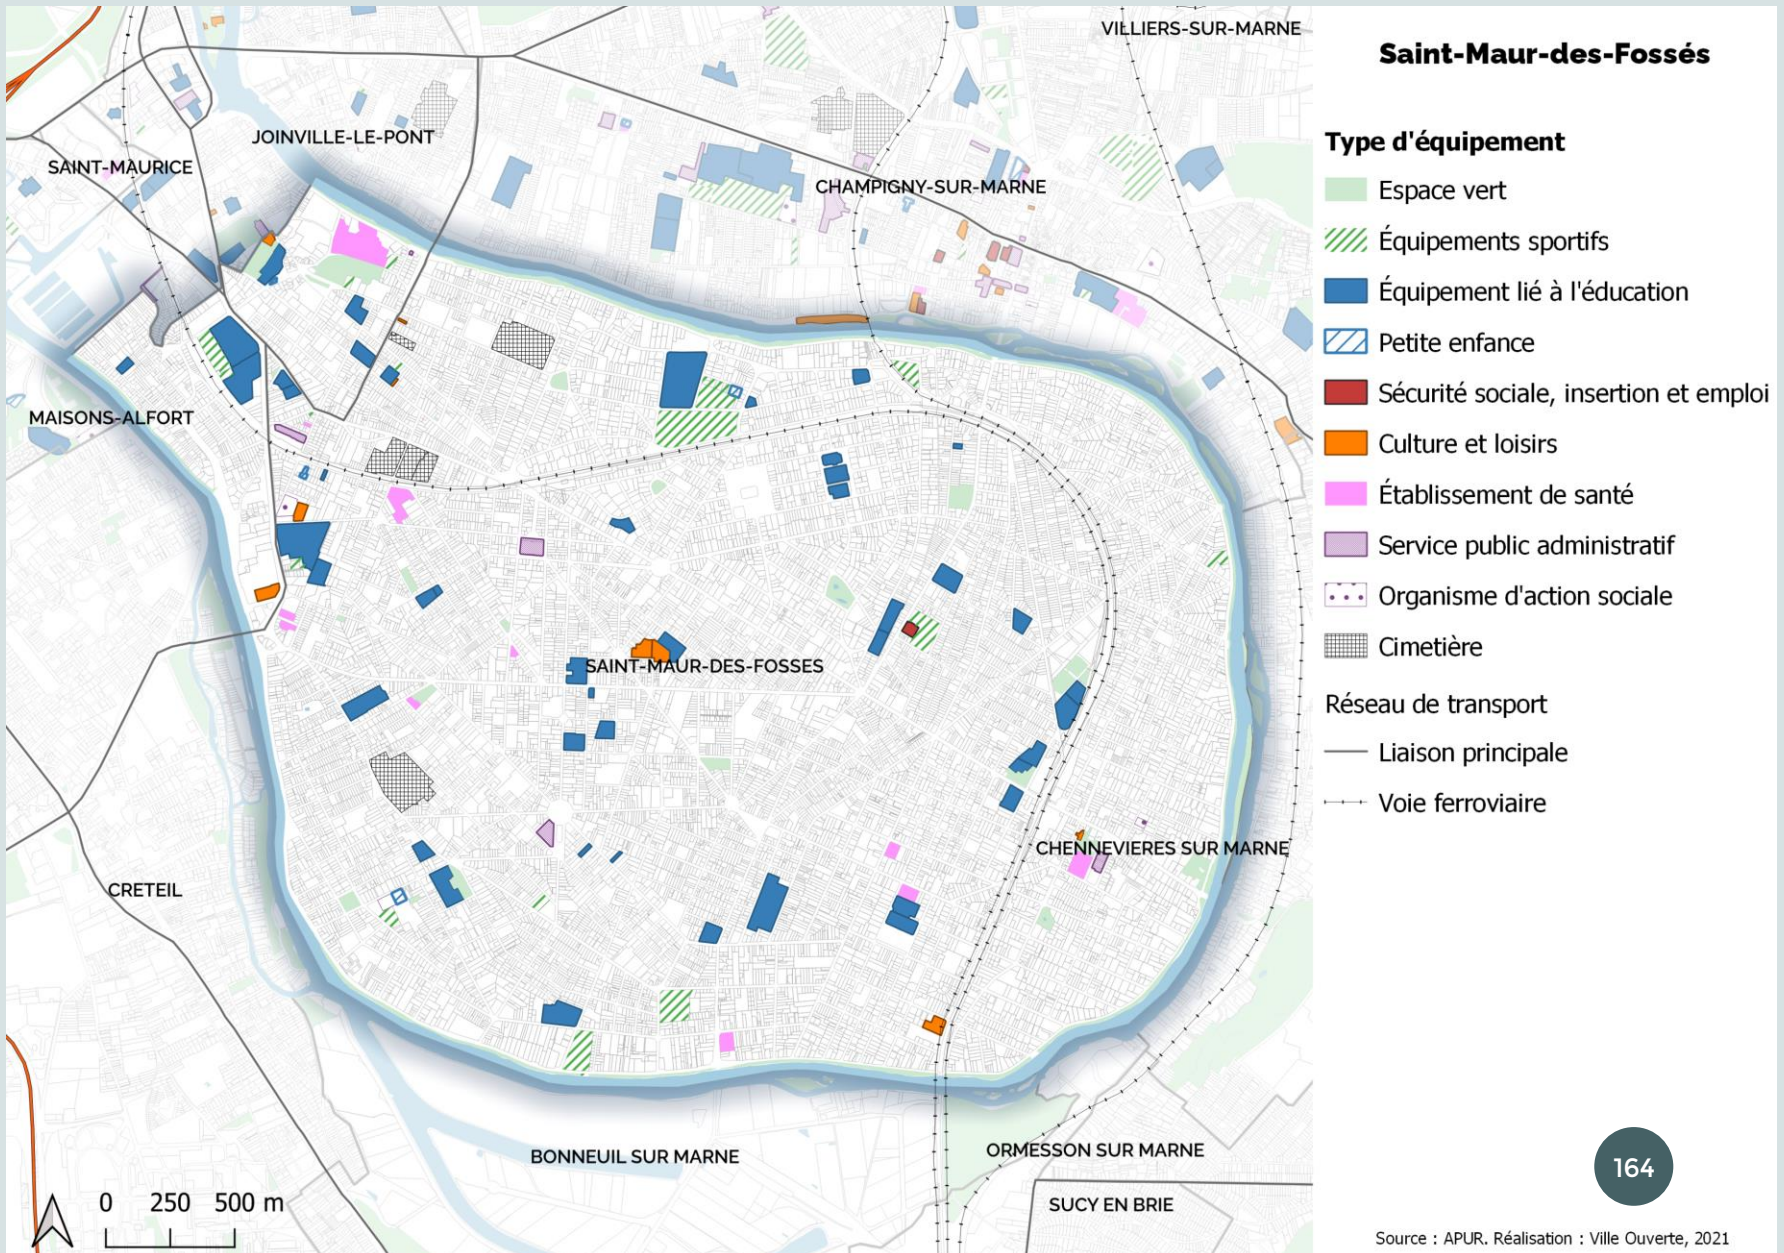 VILLIERS-SUR-MARNE
JOINVILLE-LE-PONT
SAINT-MAURICE
CHAMPIGNY-SUR-MARNE
MAISONS-ALFORT
SAINT-MAUR-DES-FOSSES
CHENNEVIERES SUR MARNE
CRETEIL
BONNEUIL SUR MARNE
ORMESSON SUR MARNE
SUCY EN BRIE
0 250 500 m
Saint-Maur-des-Fossés
Type d'équipement
Espace vert
Équipements sportifs
Équipement lié à l'éducation
Petite enfance
Sécurité sociale, insertion et emploi
Culture et loisirs
Établissement de santé
Service public administratif
Organisme d'action sociale
Cimetière
Réseau de transport
Liaison principale
Voie ferroviaire
164
Source : APUR. Réalisation : Ville Ouverte, 2021